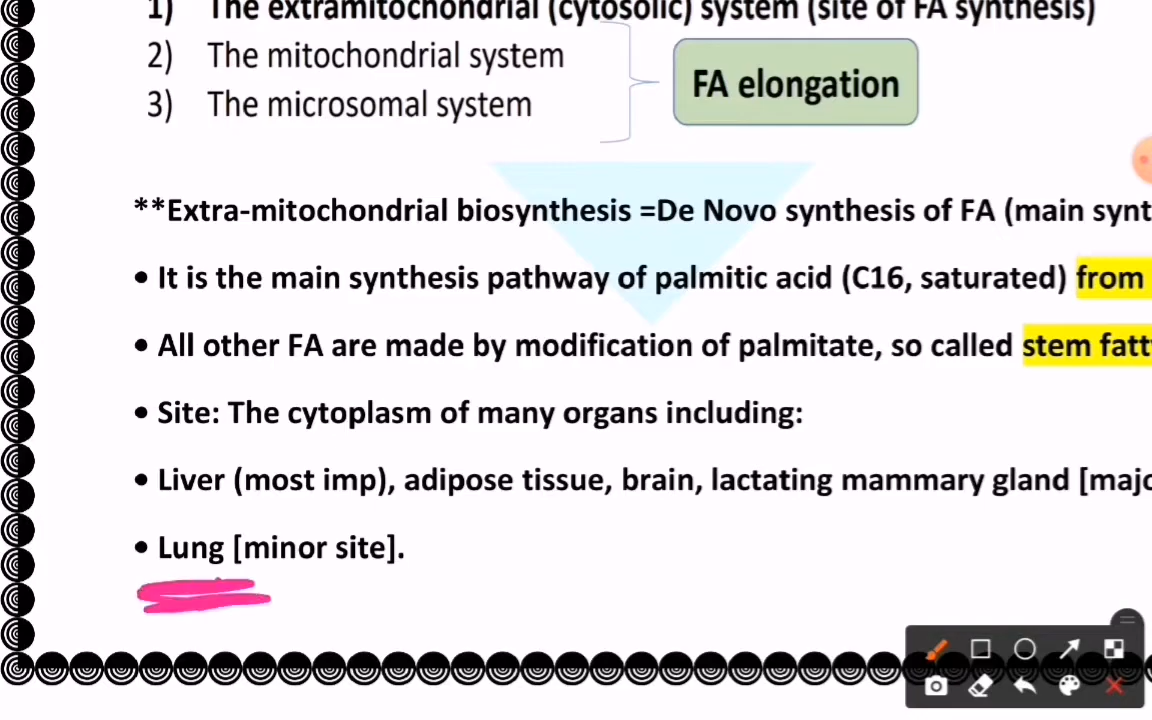 1) The extramitochondrial (cytosolic) system (site of FA synthesis)
2) The mitochondrial system
3) The microsomal system
FA elongation
**Extra-mitochondrial biosynthesis =De Novo synthesis of FA (main synt
• It is the main synthesis pathway of palmitic acid (C16, saturated) from
• All other FA are made by modification of palmitate, so called stem fatt
• Site: The cytoplasm of many organs including:
• Liver (most imp), adipose tissue, brain, lactating mammary gland [majo
• Lung [minor site].